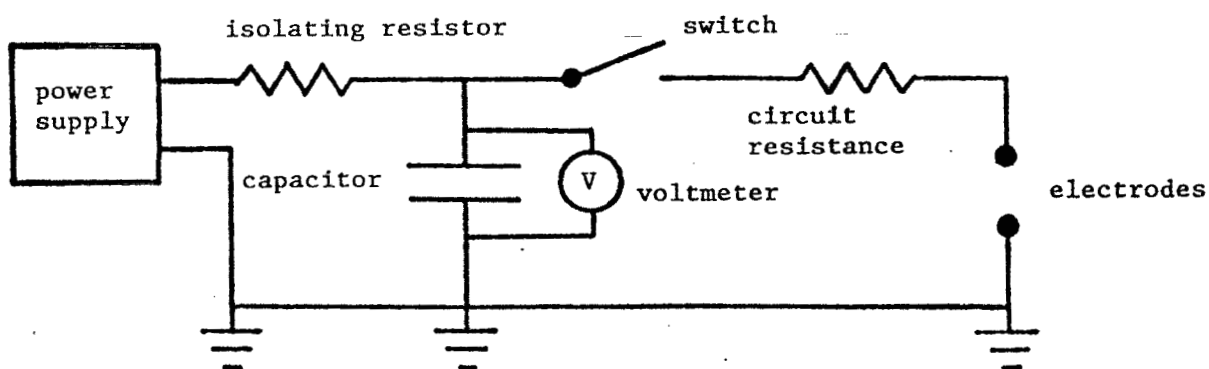 isolating resistor
switch
power
supply
circuit
resistance
capacitor
V
voltmeter
electrodes